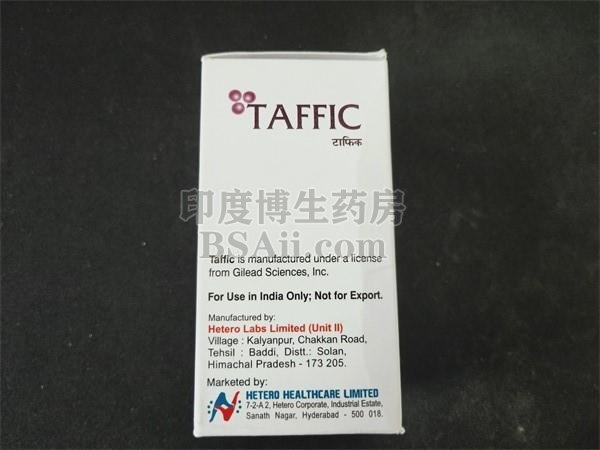 TAFFIC
टाफिक
印度博生药房
BSAii.com
Taffic is manufactured under a license
from Gilead Sciences, Inc.
For Use in India Only; Not for Export.
Manufactured by:
Hetero Labs Limited (Unit II)
Village : Kalyanpur, Chakkan Road,
Tehsil : Baddi, Distt.: Solan,
Himachal Pradesh - 173 205.
Marketed by:
HETERO HEALTHCARE LIMITED
7-2-A 2, Hetero Corporate, Industrial Estate,
Sanath Nagar, Hyderabad - 500 018.